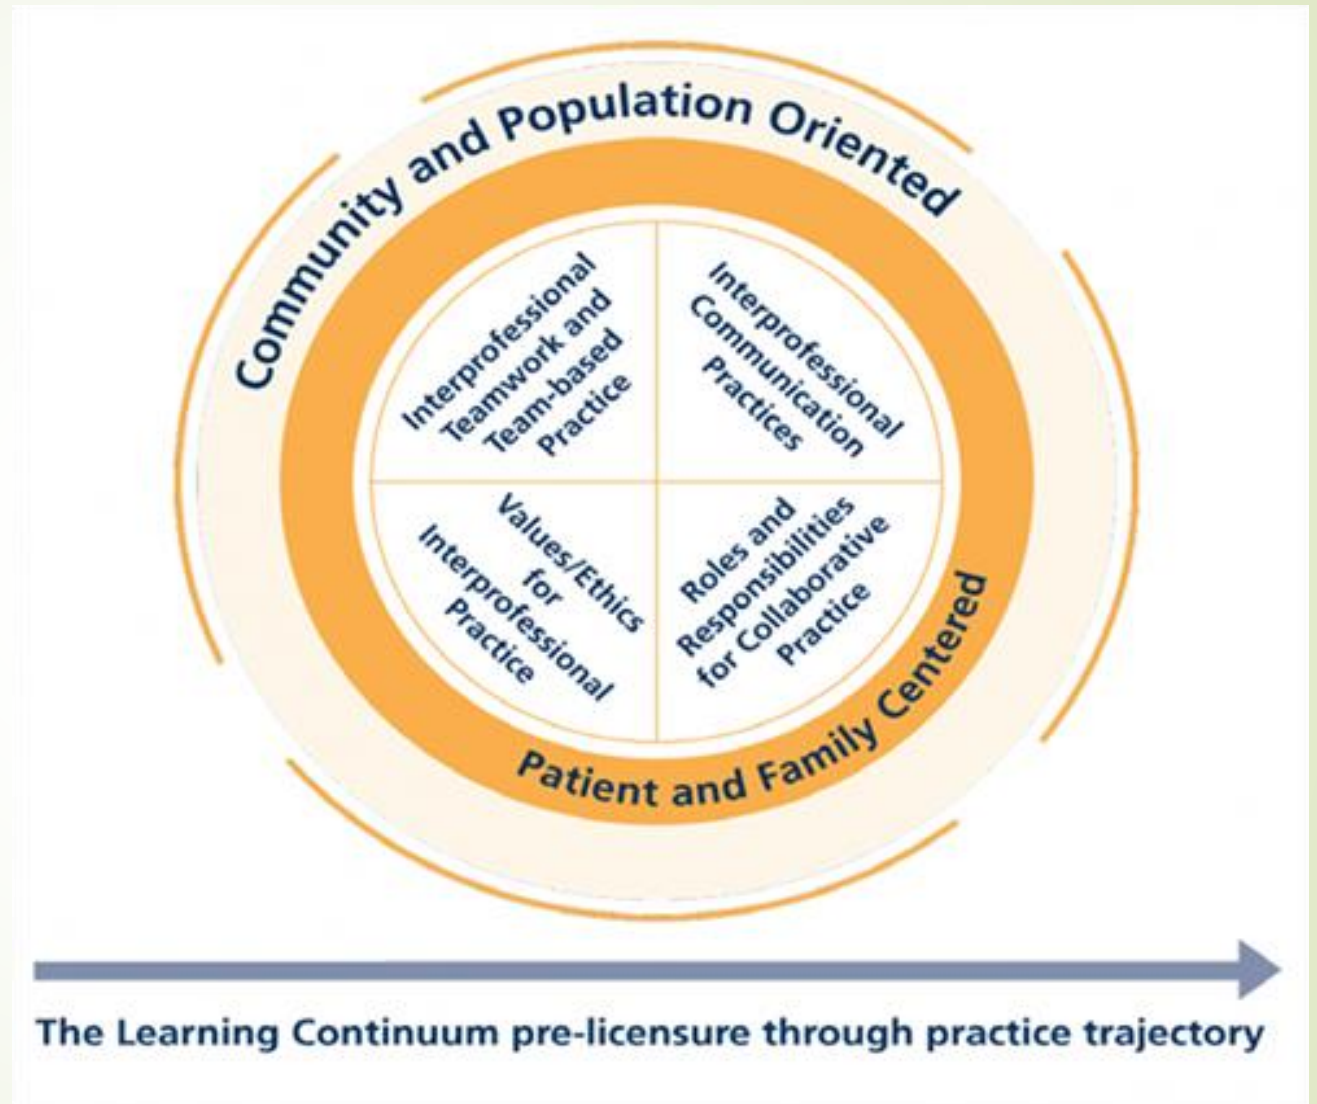 Community and Population Oriented
Interprofessional
Teamwork and
Team-based
Practice
Interprofessional
Communication
Practices
Values/Ethics
for
Interprofessional
Practice
Roles and
Responsibilities
for Collaborative
Practice
Patient and Family Centered
The Learning Continuum pre-licensure through practice trajectory